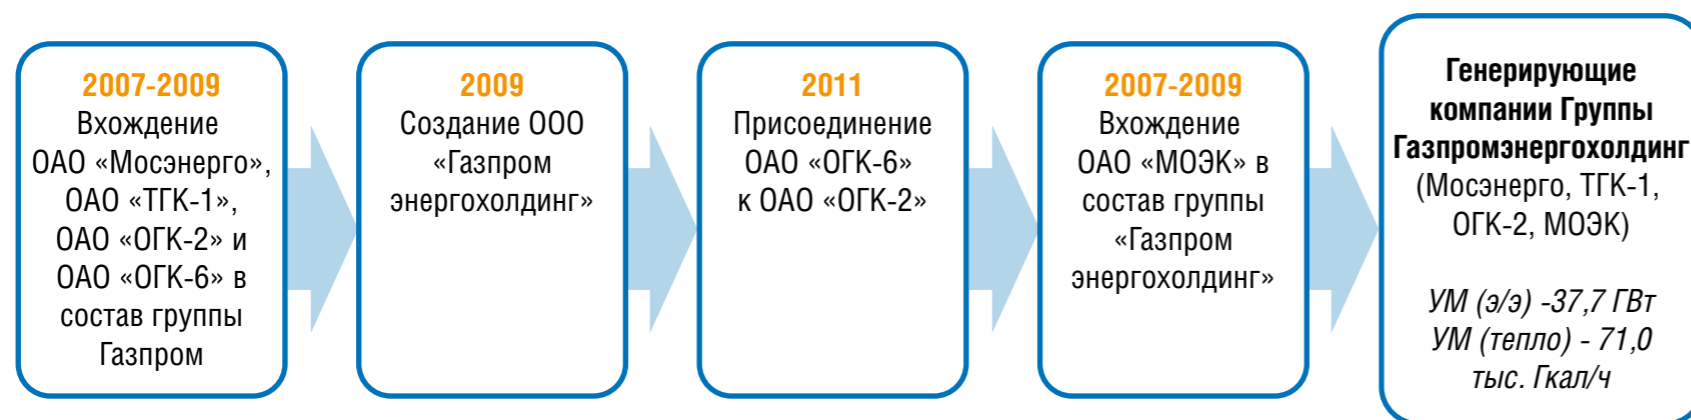 2007-2009
Вхождение
ОАО «Мосэнерго»,
ОАО «ТГК-1»,
ОАО «ОГК-2» и
ОАО «ОГК-6» в
состав группы
Газпром
2009
Создание ООО
«Газпром
энергохолдинг»
2011
Присоединение
ОАО «ОГК-6»
к ОАО «ОГК-2»
2007-2009
Вхождение
ОАО «МОЭК» в
состав группы
«Газпром
энергохолдинг»
Генерирующие
компании Группы
Газпромэнергохолдинг
(Мосэнерго, ТГК-1,
ОГК-2, МОЭК)
УМ (э/э) -37,7 ГВт
УМ (тепло) - 71,0
тыс. Гкал/ч